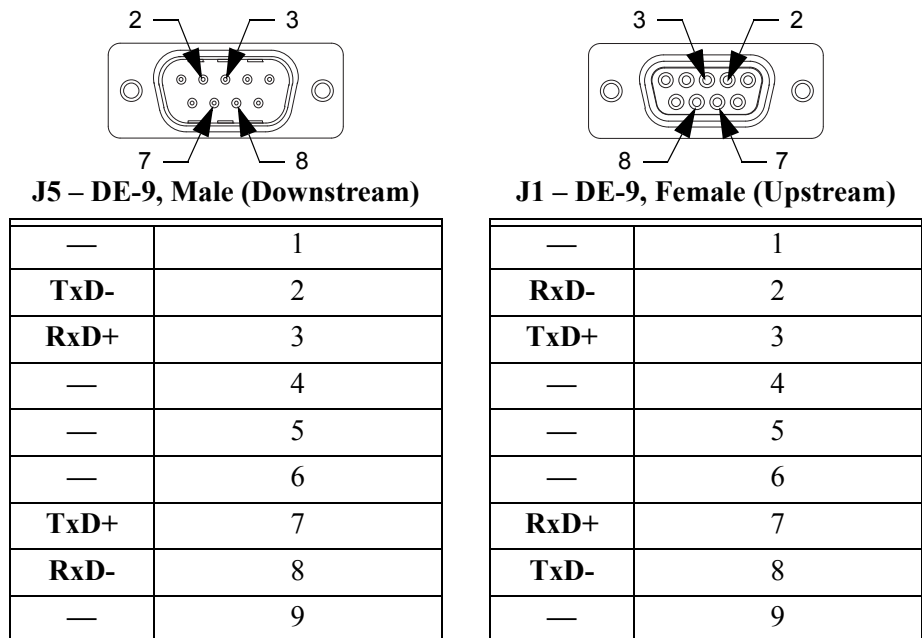 2 3 3 2
7 8 8 7
J5 – DE-9, Male (Downstream) J1 – DE-9, Female (Upstream)
— 1 — 1
TxD- 2 RxD- 2
RxD+ 3 TxD+ 3
— 4 — 4
— 5 — 5
— 6 — 6
TxD+ 7 RxD+ 7
RxD- 8 TxD- 8
— 9 — 9